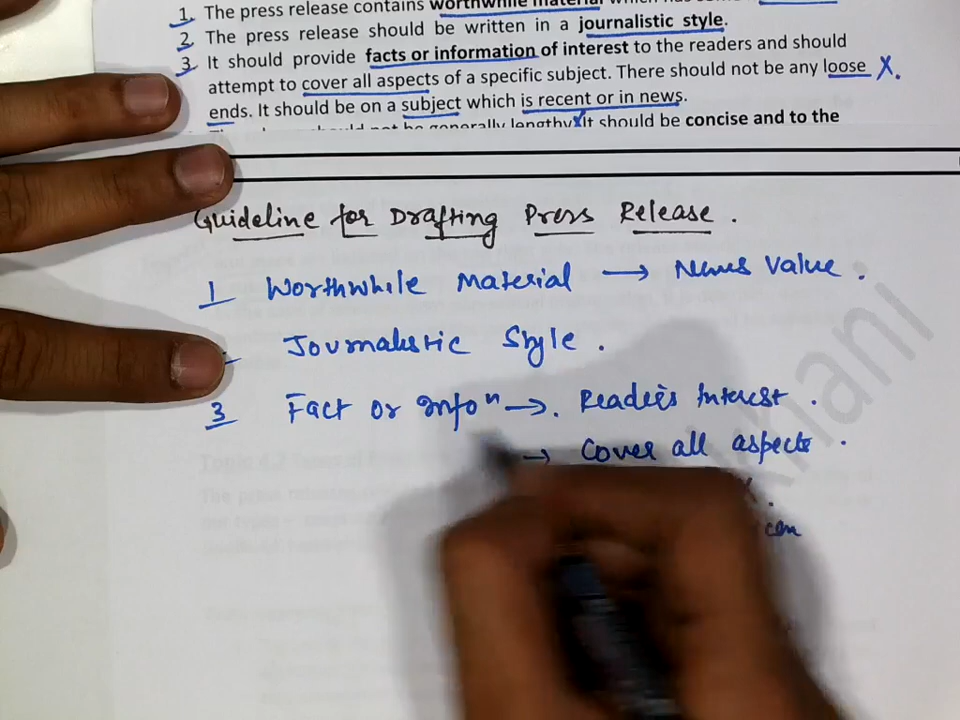 1. The press release contains worthwhile material
2. The press release should be written in a journalistic style.
3. It should provide facts or information of interest to the readers and should
attempt to cover all aspects of a specific subject. There should not be any loose X.
ends. It should be on a subject which is recent or in news.
generally lengthy. It should be concise and to the
Guideline for Drafting Press Release.
1 Worthwhile Material → News Value.
Journalistic Style.
3 Fact or Infoⁿ →. Reader's Interest.
→ Cover all aspects.